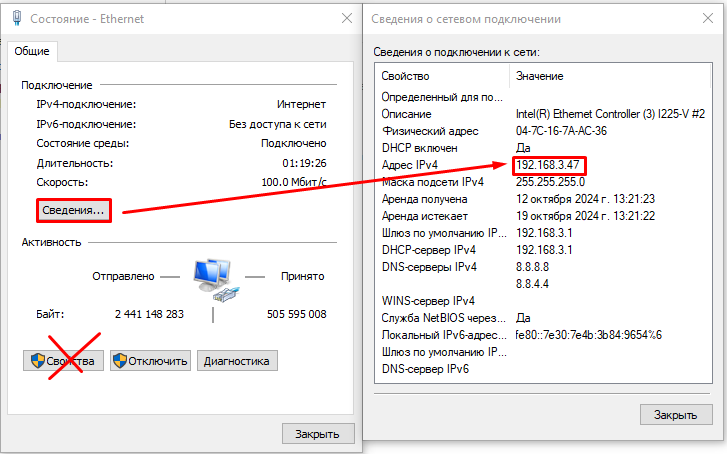 Состояние - Ethernet
Общие
Подключение
IPv4-подключение: Интернет
IPv6-подключение: Без доступа к сети
Состояние среды: Подключено
Длительность: 01:19:26
Скорость: 100.0 Мбит/с
Сведения...
Активность
Отправлено Принято
Байт: 2 441 148 283 505 595 008
Свойства Отключить Диагностика
Закрыть
Сведения о сетевом подключении
Сведения о подключении к сети:
Свойство Значение
Определенный для по...
Описание Intel(R) Ethernet Controller (3) I225-V #2
Физический адрес 04-7C-16-7A-AC-36
DHCP включен Да
Адрес IPv4 192.168.3.47
Маска подсети IPv4 255.255.255.0
Аренда получена 12 октября 2024 г. 13:21:23
Аренда истекает 19 октября 2024 г. 13:21:22
Шлюз по умолчанию IP... 192.168.3.1
DHCP-сервер IPv4 192.168.3.1
DNS-серверы IPv4 8.8.8.8
8.8.4.4
WINS-сервер IPv4
Служба NetBIOS через... Да
Локальный IPv6-адрес... fe80::7e30:7e4b:3b84:9654%6
Шлюз по умолчанию IP...
DNS-сервер IPv6
Закрыть